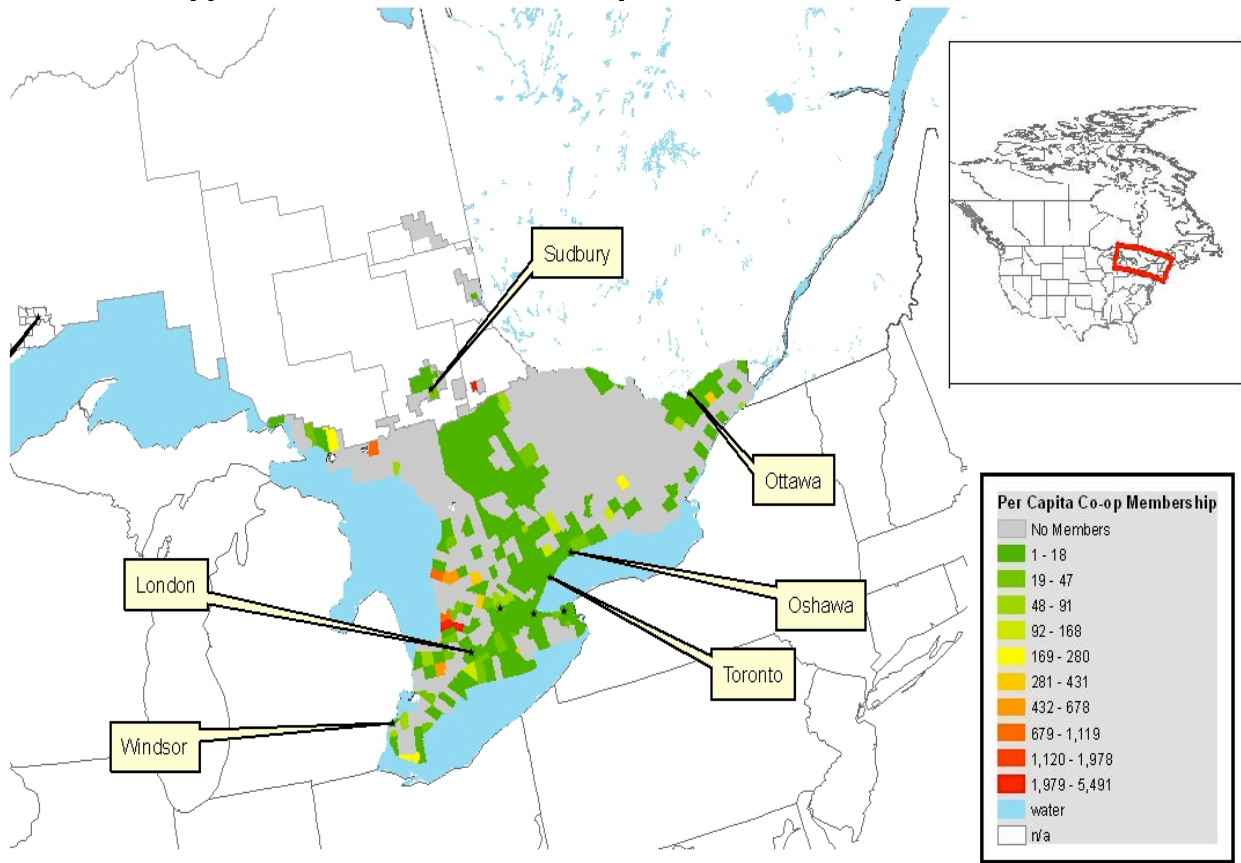 Sudbury
Ottawa
London
Oshawa
Toronto
Windsor
Per Capita Co-op Membership
No Members
1 - 18
19 - 47
48 - 91
92 - 168
169 - 280
281 - 431
432 - 678
679 - 1,119
1,120 - 1,978
1,979 - 5,491
water
n/a